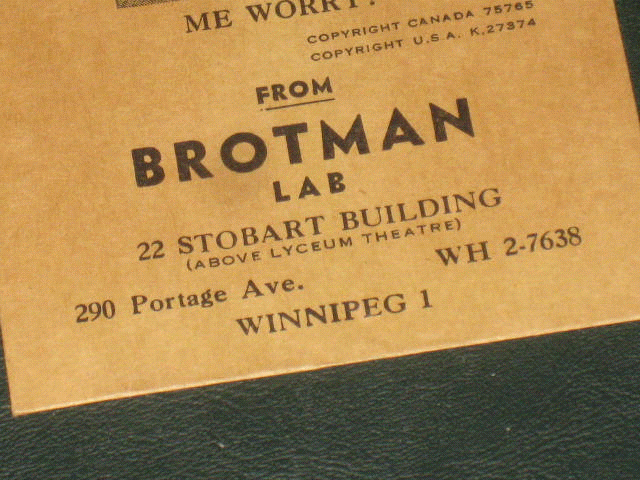 ME WORRY?
COPYRIGHT CANADA 75765
COPYRIGHT U.S.A. K.27374
FROM
BROTMAN
LAB
22 STOBART BUILDING
(ABOVE LYCEUM THEATRE)
290 Portage Ave. WH 2-7638
WINNIPEG 1